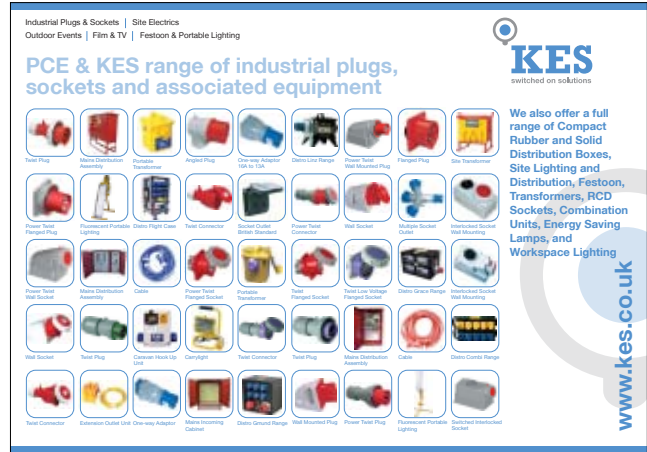 Industrial Plugs & Sockets | Site Electrics
Outdoor Events | Film & TV | Festoon & Portable Lighting
KES
switched on solutions
PCE & KES range of industrial plugs,
sockets and associated equipment
We also offer a full
range of Compact
Rubber and Solid
Distribution Boxes,
Site Lighting and
Distribution, Festoon,
Transformers, RCD
Sockets, Combination
Units, Energy Saving
Lamps, and
Workspace Lighting
Twist Plug
Mains Distribution
Assembly
Portable
Transformer
Angled Plug
One-way Adaptor
16A to 13A
Distro Linz Range
Power Twist
Wall Mounted Plug
Flanged Plug
Site Transformer
Power Twist
Flanged Plug
Fluorescent Portable
Lighting
Distro Flight Case
Twist Connector
Socket Outlet
British Standard
Power Twist
Connector
Wall Socket
Multiple Socket
Outlet
Interlocked Socket
Wall Mounting
Power Twist
Wall Socket
Mains Distribution
Assembly
Cable
Power Twist
Flanged Socket
Portable
Transformer
Twist
Flanged Socket
Twist Low Voltage
Flanged Socket
Distro Grace Range
Interlocked Socket
Wall Mounting
Wall Socket
Twist Plug
Caravan Hook Up
Unit
Carrylight
Twist Connector
Twist Plug
Mains Distribution
Assembly
Cable
Distro Combi Range
Twist Connector
Extension Outlet Unit
One-way Adaptor
Mains Incoming
Cabinet
Distro Gmund Range
Wall Mounted Plug
Power Twist Plug
Fluorescent Portable
Lighting
Switched Interlocked
Socket
www.kes.co.uk